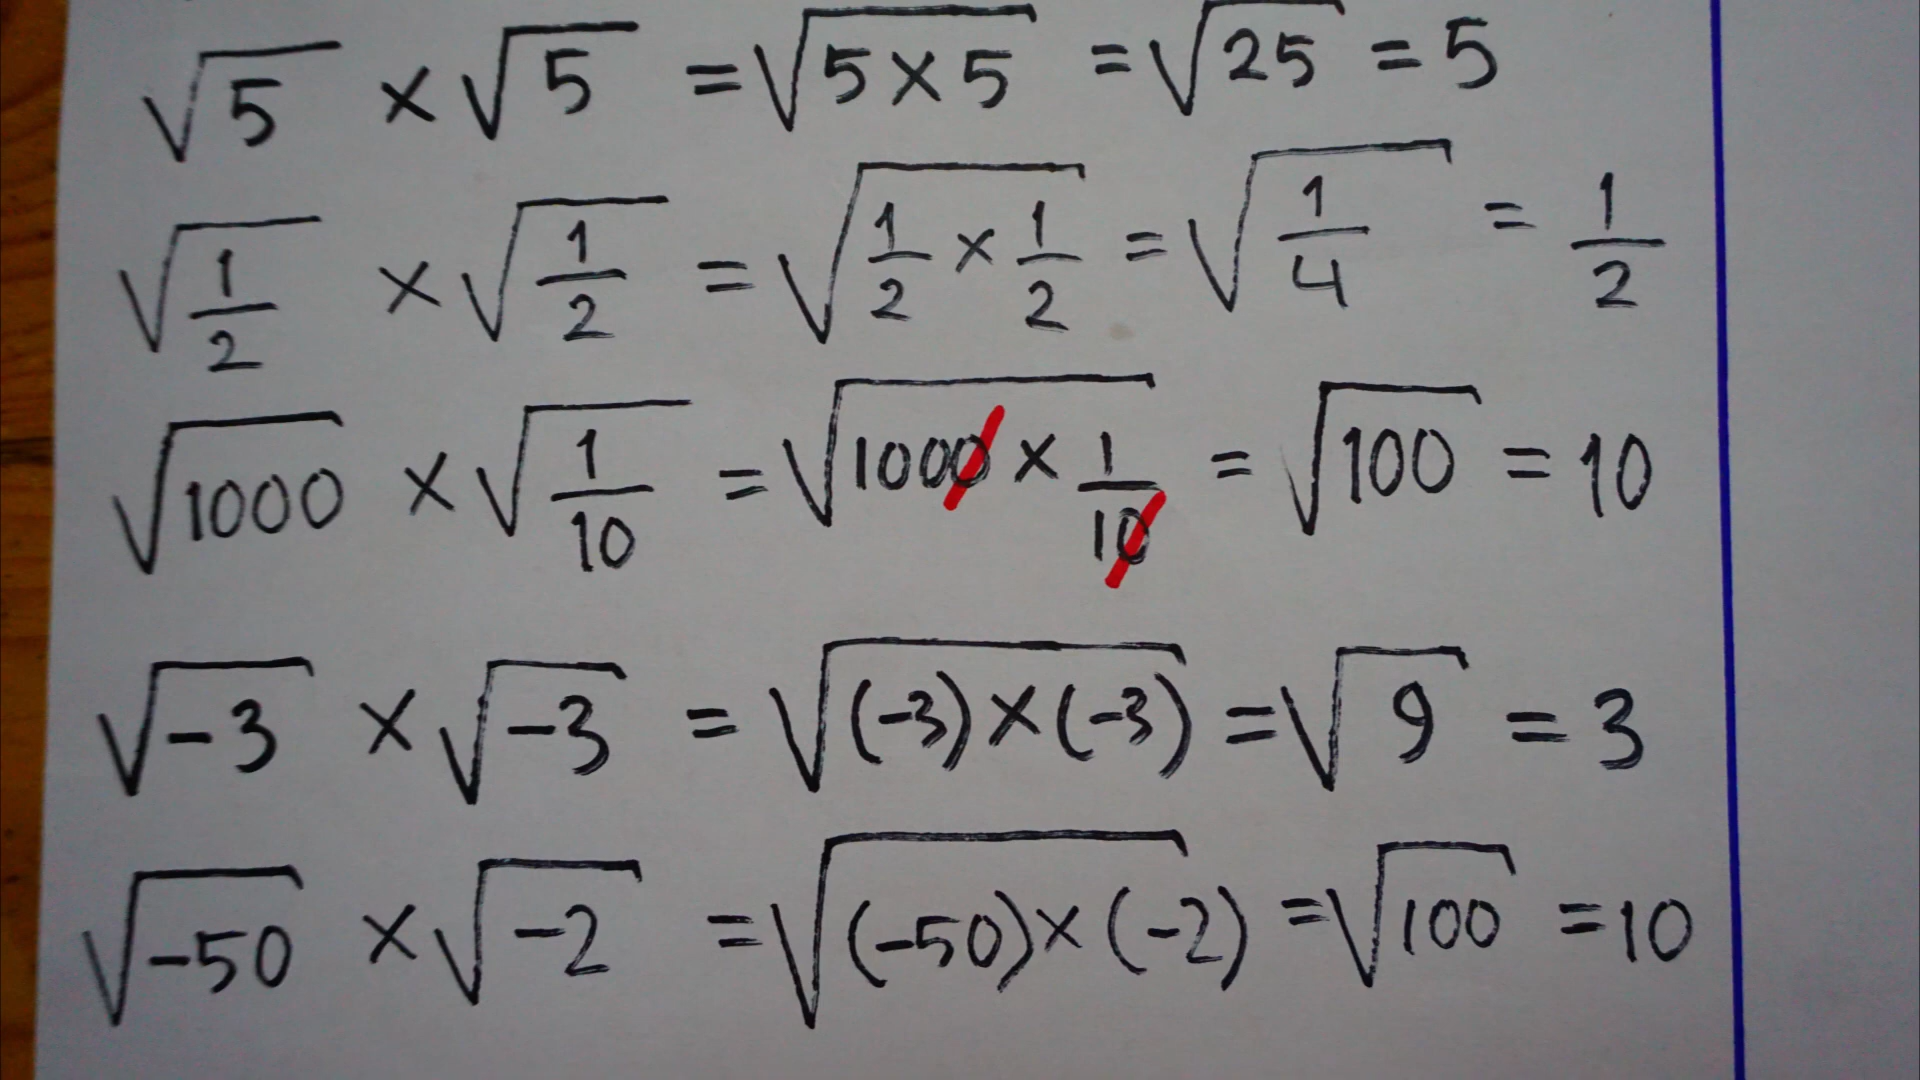 √5 × √5 = √(5×5) = √25 = 5
√(1/2) × √(1/2) = √(1/2 × 1/2) = √(1/4) = 1/2
√1000 × √(1/10) = √(1000 × 1/10) = √100 = 10
√-3 × √-3 = √((-3)×(-3)) = √9 = 3
√-50 × √-2 = √((-50)×(-2)) = √100 = 10